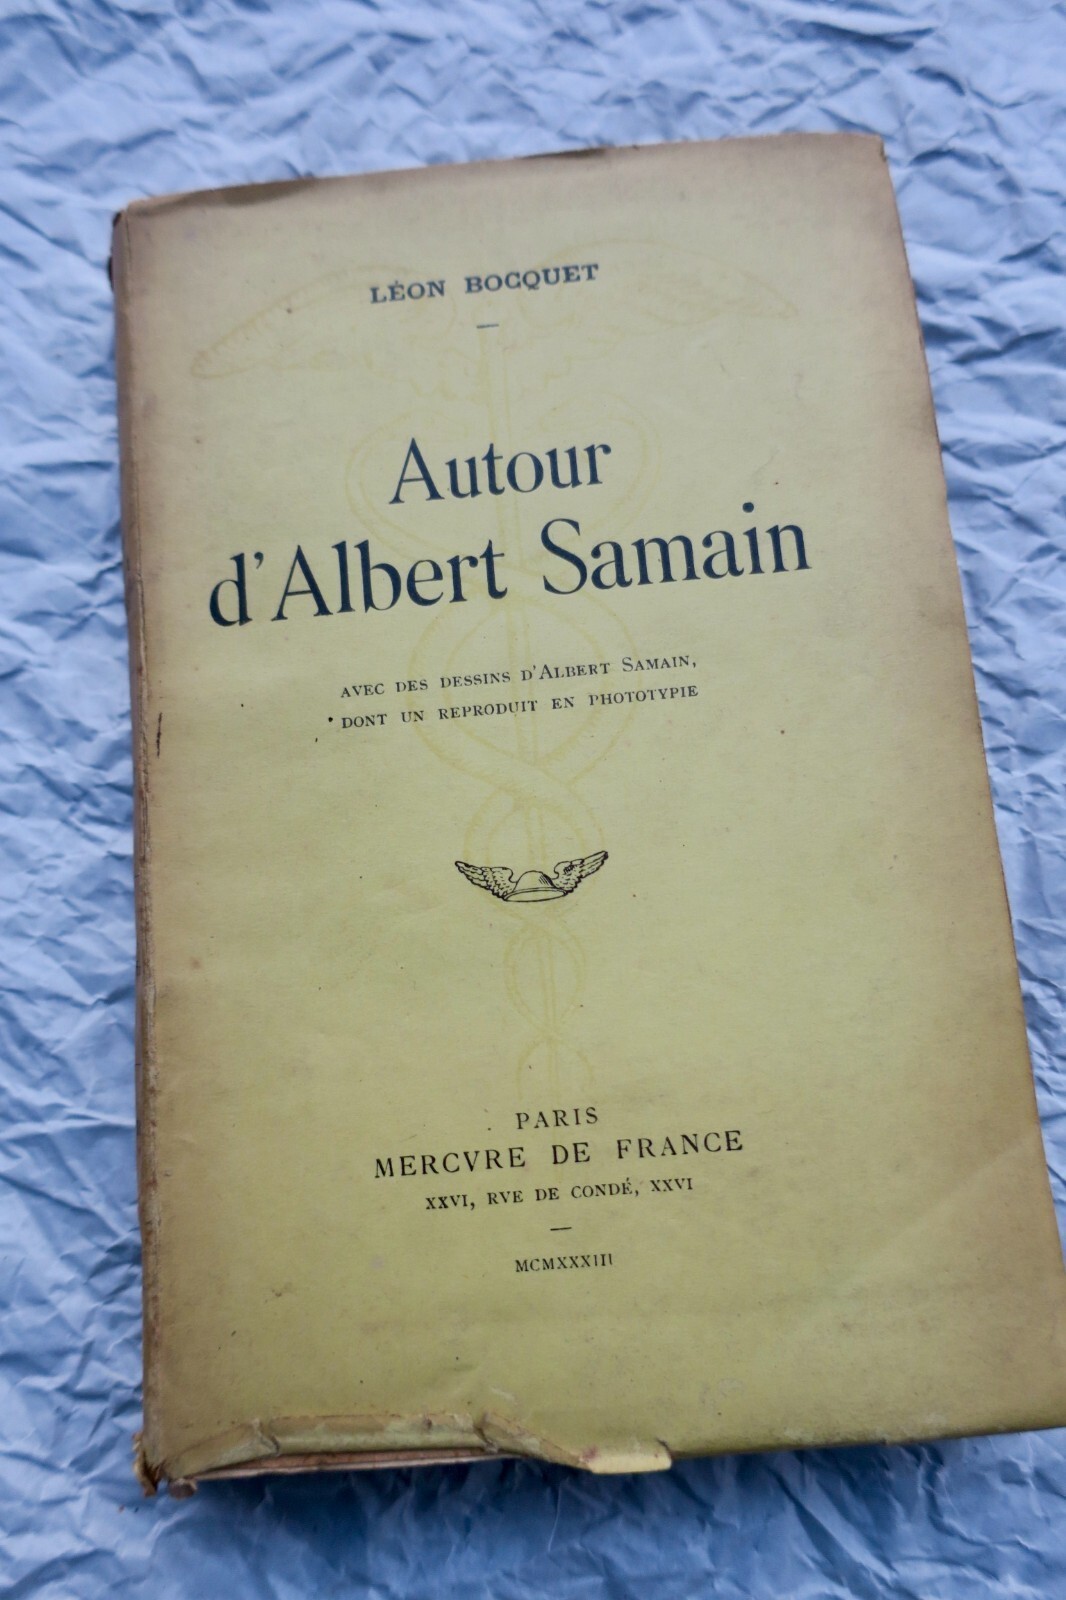 LÉON BOCQUET
Autour
d'Albert Samain
AVEC DES DESSINS D'ALBERT SAMAIN,
DONT UN REPRODUIT EN PHOTOTYPIE
PARIS
MERCVRE DE FRANCE
XXVI, RVE DE CONDÉ, XXVI
MCMXXXIII